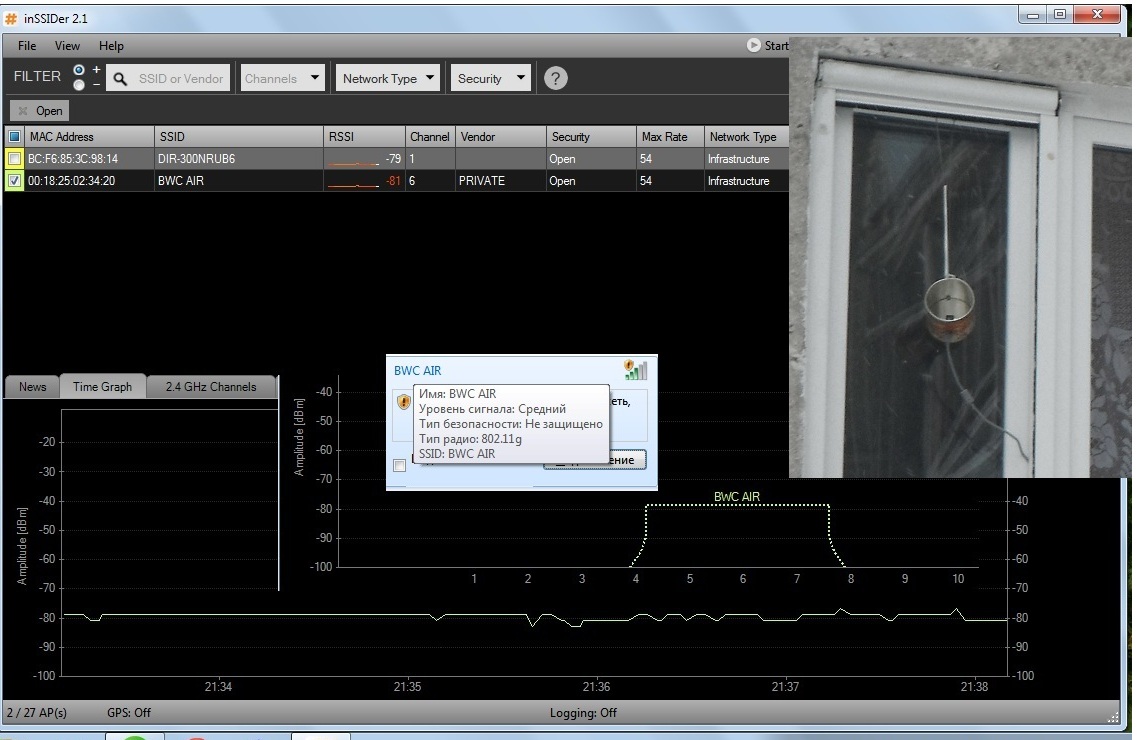 inSSIDer 2.1
File View Help Start
FILTER + - SSID or Vendor Channels Network Type Security ?
Open
MAC Address SSID RSSI Channel Vendor Security Max Rate Network Type
BC:F6:85:3C:98:14 DIR-300NRUB6 -79 1 Open 54 Infrastructure
00:18:25:02:34:20 BWC AIR -81 6 PRIVATE Open 54 Infrastructure
News Time Graph 2.4 GHz Channels
BWC AIR
Имя: BWC AIR
Уровень сигнала: Средний
Тип безопасности: Не защищено
Тип радио: 802.11g
SSID: BWC AIR
Amplitude [dBm]
-20
-30
-40
-50
-60
-70
-80
-90
-100
Amplitude [dBm]
-40
-50
-60
-70
-80
-90
-100
BWC AIR
1 2 3 4 5 6 7 8 9 10
-40
-50
-60
-70
-80
-90
-100
21:34 21:35 21:36 21:37 21:38
2 / 27 AP(s) GPS: Off Logging: Off